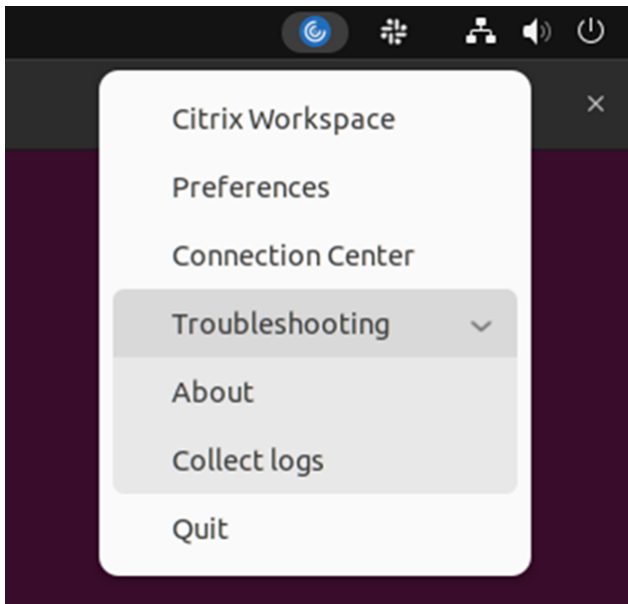 Citrix Workspace
Preferences
Connection Center
Troubleshooting
About
Collect logs
Quit